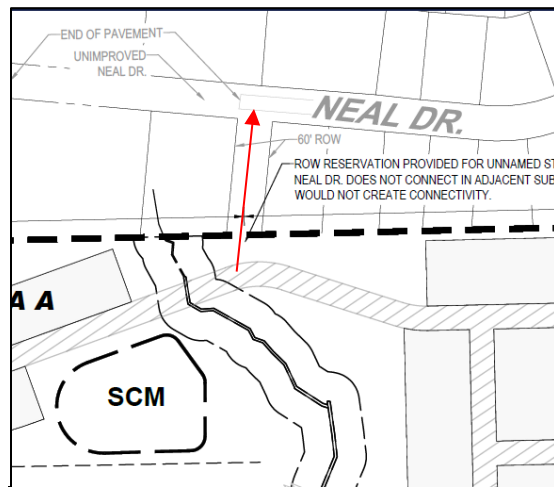 END OF PAVEMENT
UNIMPROVED
NEAL DR.
NEAL DR.
60' ROW
ROW RESERVATION PROVIDED FOR UNNAMED ST
NEAL DR. DOES NOT CONNECT IN ADJACENT SUB
WOULD NOT CREATE CONNECTIVITY.
A A
SCM